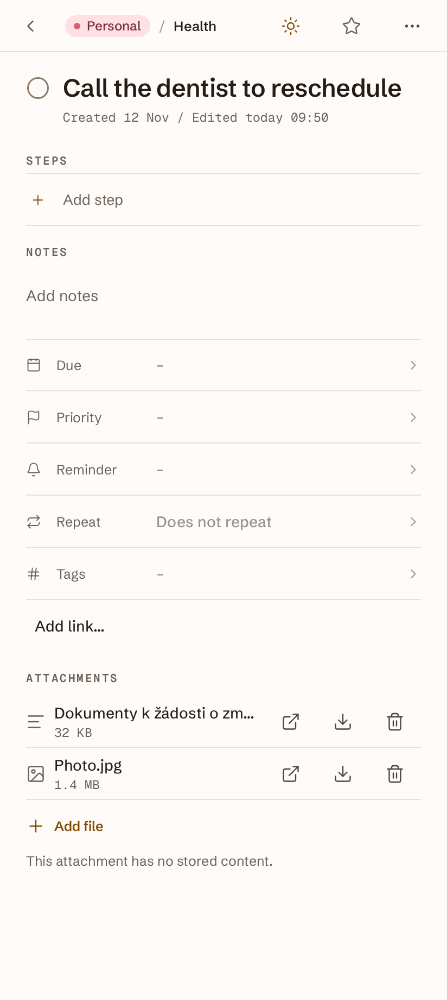 Personal / Health
Call the dentist to reschedule
Created 12 Nov / Edited today 09:50
STEPS
+ Add step
NOTES
Add notes
Due –
Priority –
Reminder –
Repeat Does not repeat
# Tags –
Add link…
ATTACHMENTS
Dokumenty k žádosti o zm…
32 KB
Photo.jpg
1.4 MB
+ Add file
This attachment has no stored content.